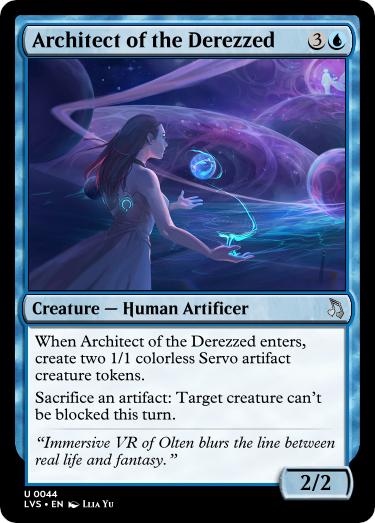 Architect of the Derezzed 3
Creature — Human Artificer
When Architect of the Derezzed enters,
create two 1/1 colorless Servo artifact
creature tokens.
Sacrifice an artifact: Target creature can't
be blocked this turn.
“Immersive VR of Olten blurs the line between
real life and fantasy.”
2/2
U 0044
LVS • EN Llia Yu